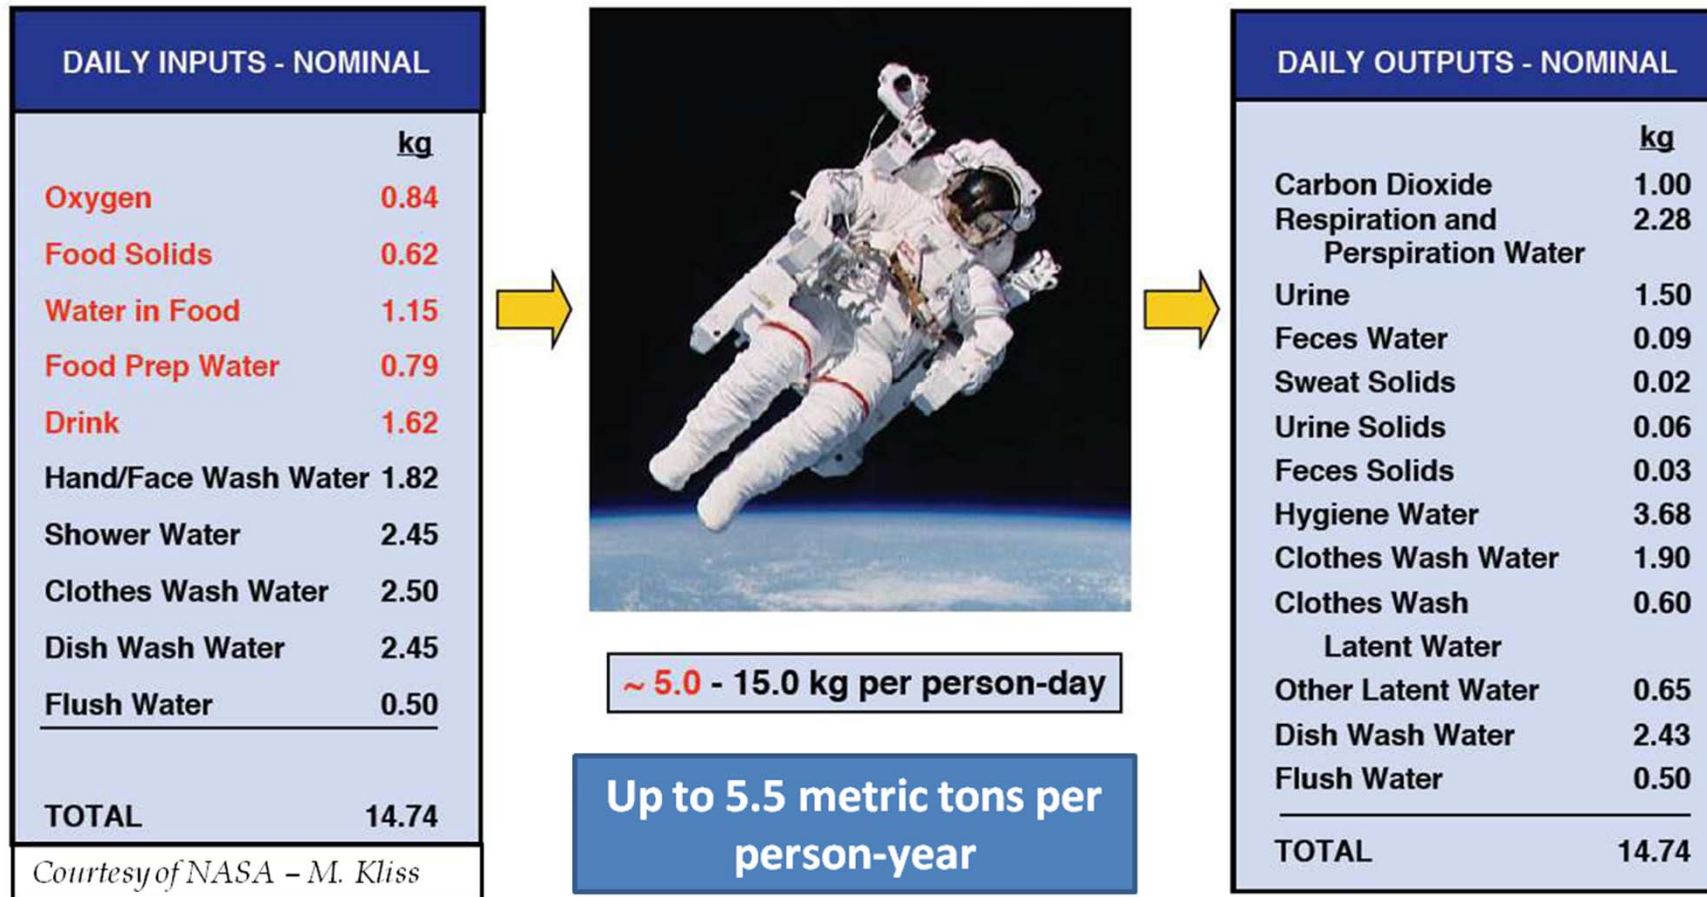 DAILY INPUTS - NOMINAL
kg
Oxygen 0.84
Food Solids 0.62
Water in Food 1.15
Food Prep Water 0.79
Drink 1.62
Hand/Face Wash Water 1.82
Shower Water 2.45
Clothes Wash Water 2.50
Dish Wash Water 2.45
Flush Water 0.50
TOTAL 14.74
Courtesy of NASA – M. Kliss
~ 5.0 - 15.0 kg per person-day
Up to 5.5 metric tons per
person-year
DAILY OUTPUTS - NOMINAL
kg
Carbon Dioxide 1.00
Respiration and 2.28
Perspiration Water
Urine 1.50
Feces Water 0.09
Sweat Solids 0.02
Urine Solids 0.06
Feces Solids 0.03
Hygiene Water 3.68
Clothes Wash Water 1.90
Clothes Wash 0.60
Latent Water
Other Latent Water 0.65
Dish Wash Water 2.43
Flush Water 0.50
TOTAL 14.74